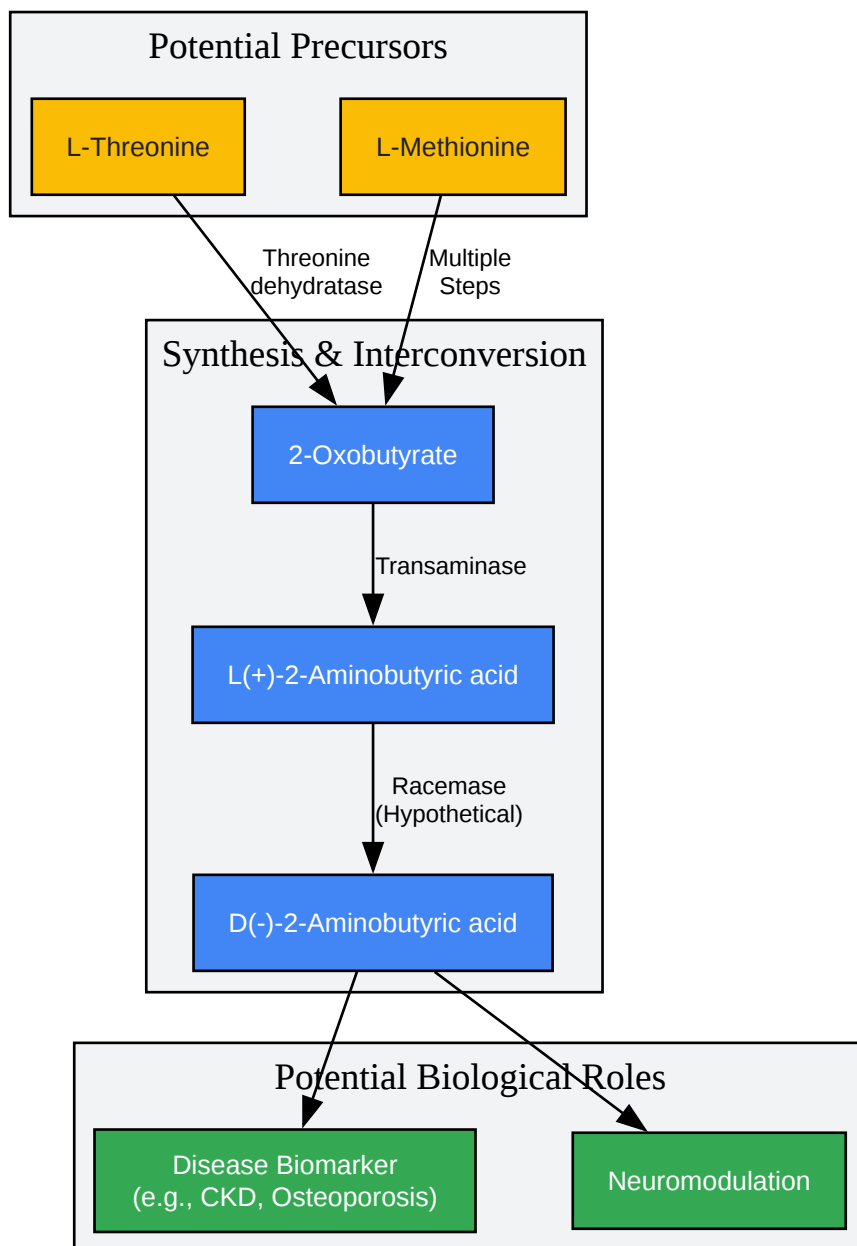 Potential Precursors
L-Threonine
L-Methionine
Threonine
dehydratase
Multiple
Steps
Synthesis & Interconversion
2-Oxobutyrate
Transaminase
L(+)-2-Aminobutyric acid
Racemase
(Hypothetical)
D(-)-2-Aminobutyric acid
Potential Biological Roles
Disease Biomarker
(e.g., CKD, Osteoporosis)
Neuromodulation